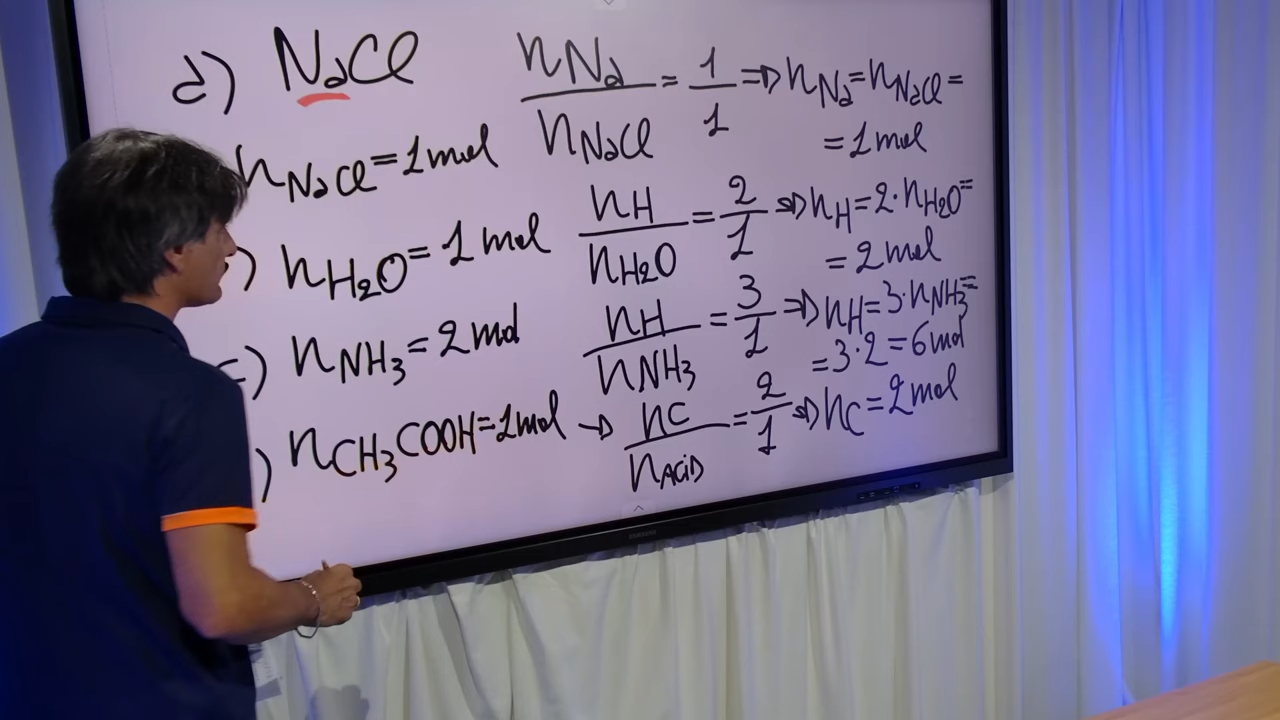 a) NaCl nNa/nNaCl = 1/1 ⇒ nNa = nNaCl =
nNaCl = 1 mol = 1 mol
) nH2O = 1 mol nH/nH2O = 2/1 ⇒ nH = 2·nH2O =
= 2 mol
c) nNH3 = 2 mol nH/nNH3 = 3/1 ⇒ nH = 3·nNH3 =
= 3·2 = 6 mol
) nCH3COOH = 1 mol → nC/nACiD = 2/1 ⇒ nC = 2 mol
SAMSUNG